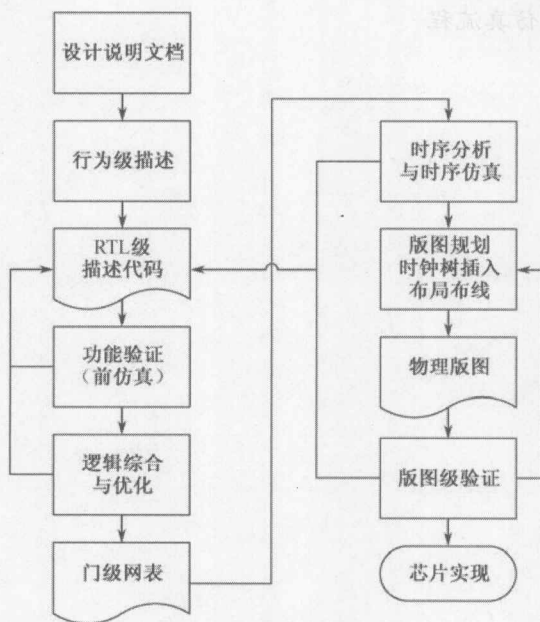 设计说明文档
行为级描述
RTL级
描述代码
功能验证
（前仿真）
逻辑综合
与优化
门级网表
时序分析
与时序仿真
版图规划
时钟树插入
布局布线
物理版图
版图级验证
芯片实现